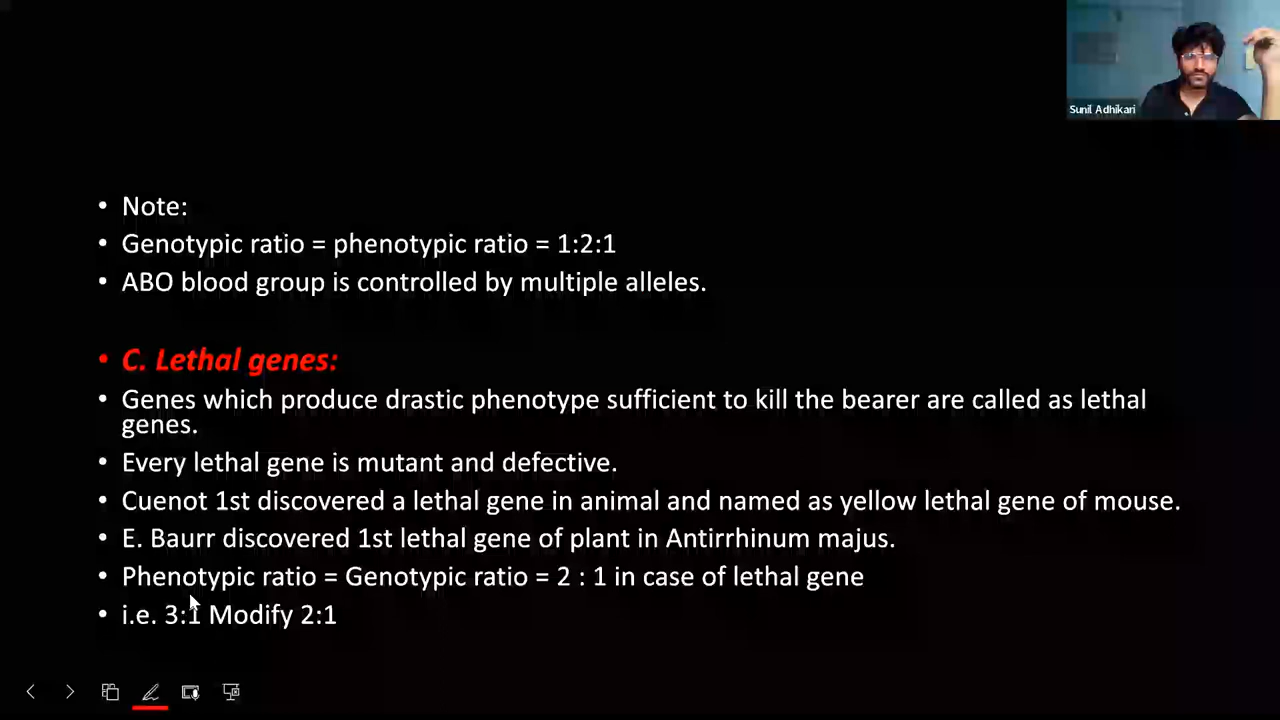 Sunil Adhikari
• Note:
• Genotypic ratio = phenotypic ratio = 1:2:1
• ABO blood group is controlled by multiple alleles.
• C. Lethal genes:
• Genes which produce drastic phenotype sufficient to kill the bearer are called as lethal
genes.
• Every lethal gene is mutant and defective.
• Cuenot 1st discovered a lethal gene in animal and named as yellow lethal gene of mouse.
• E. Baurr discovered 1st lethal gene of plant in Antirrhinum majus.
• Phenotypic ratio = Genotypic ratio = 2 : 1 in case of lethal gene
• i.e. 3:1 Modify 2:1